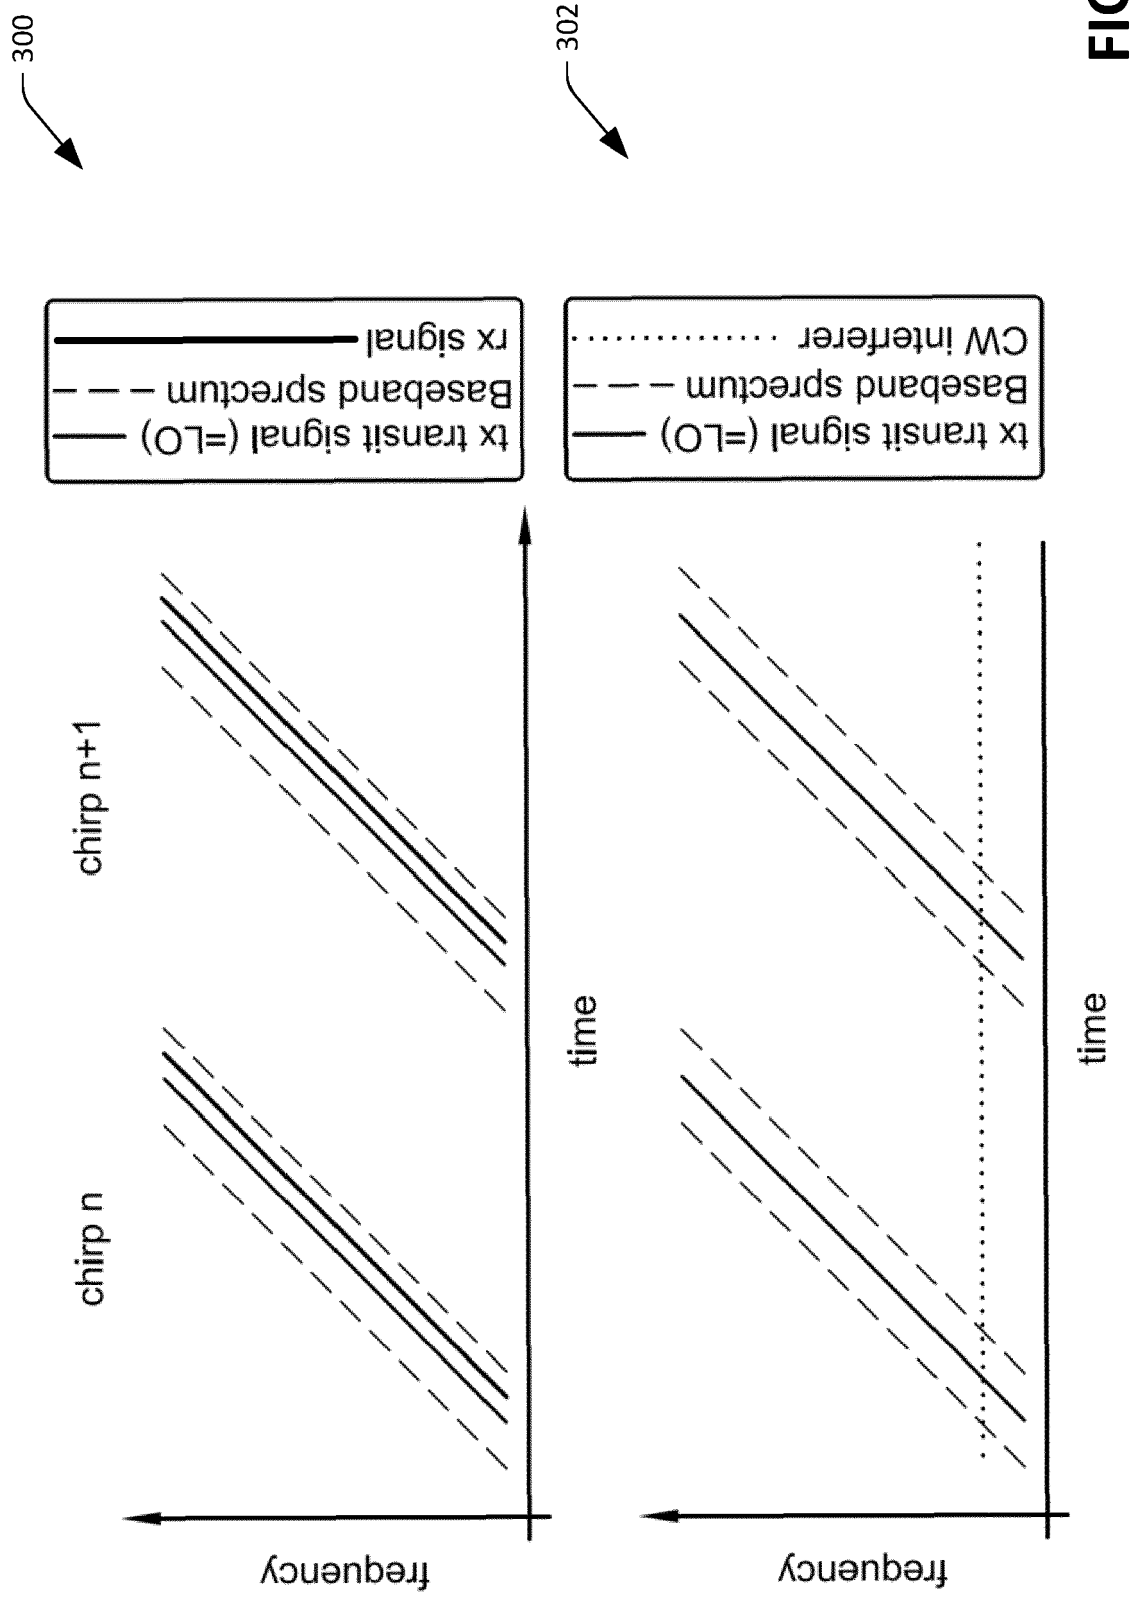 300
chirp n
chirp n+1
frequency
time
tx transit signal (=LO)
Baseband sprectum
rx signal
302
frequency
time
tx transit signal (=LO)
Baseband sprectum
CW interferer
FIG